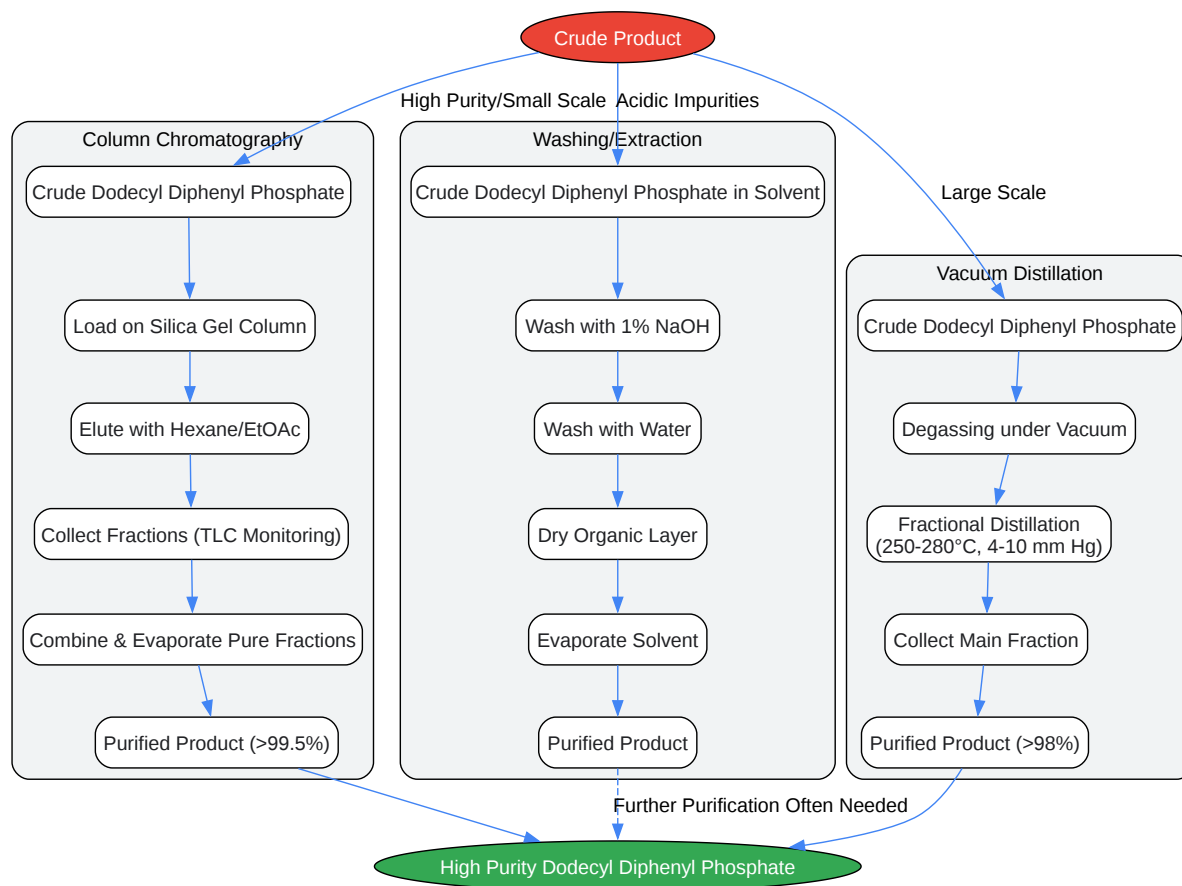 Crude Product
High Purity/Small Scale
Acidic Impurities
Large Scale
Column Chromatography
Crude Dodecyl Diphenyl Phosphate
Load on Silica Gel Column
Elute with Hexane/EtOAc
Collect Fractions (TLC Monitoring)
Combine & Evaporate Pure Fractions
Purified Product (>99.5%)
Washing/Extraction
Crude Dodecyl Diphenyl Phosphate in Solvent
Wash with 1% NaOH
Wash with Water
Dry Organic Layer
Evaporate Solvent
Purified Product
Vacuum Distillation
Crude Dodecyl Diphenyl Phosphate
Degassing under Vacuum
Fractional Distillation
(250-280°C, 4-10 mm Hg)
Collect Main Fraction
Purified Product (>98%)
Further Purification Often Needed
High Purity Dodecyl Diphenyl Phosphate